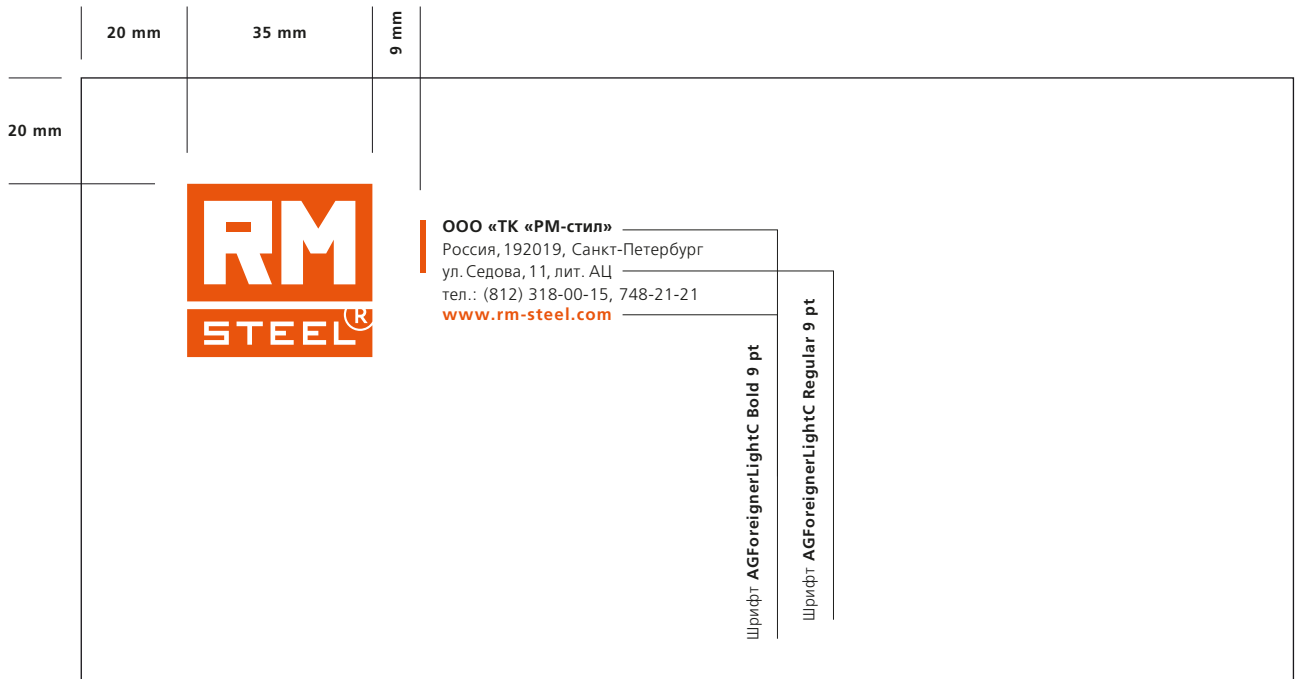 20 mm
35 mm
9 mm
20 mm
RM
STEEL®
ООО «ТК «РМ-стил»
Россия, 192019, Санкт-Петербург
ул. Седова, 11, лит. АЦ
тел.: (812) 318-00-15, 748-21-21
www.rm-steel.com
Шрифт AGForeignerLightC Bold 9 pt
Шрифт AGForeignerLightC Regular 9 pt